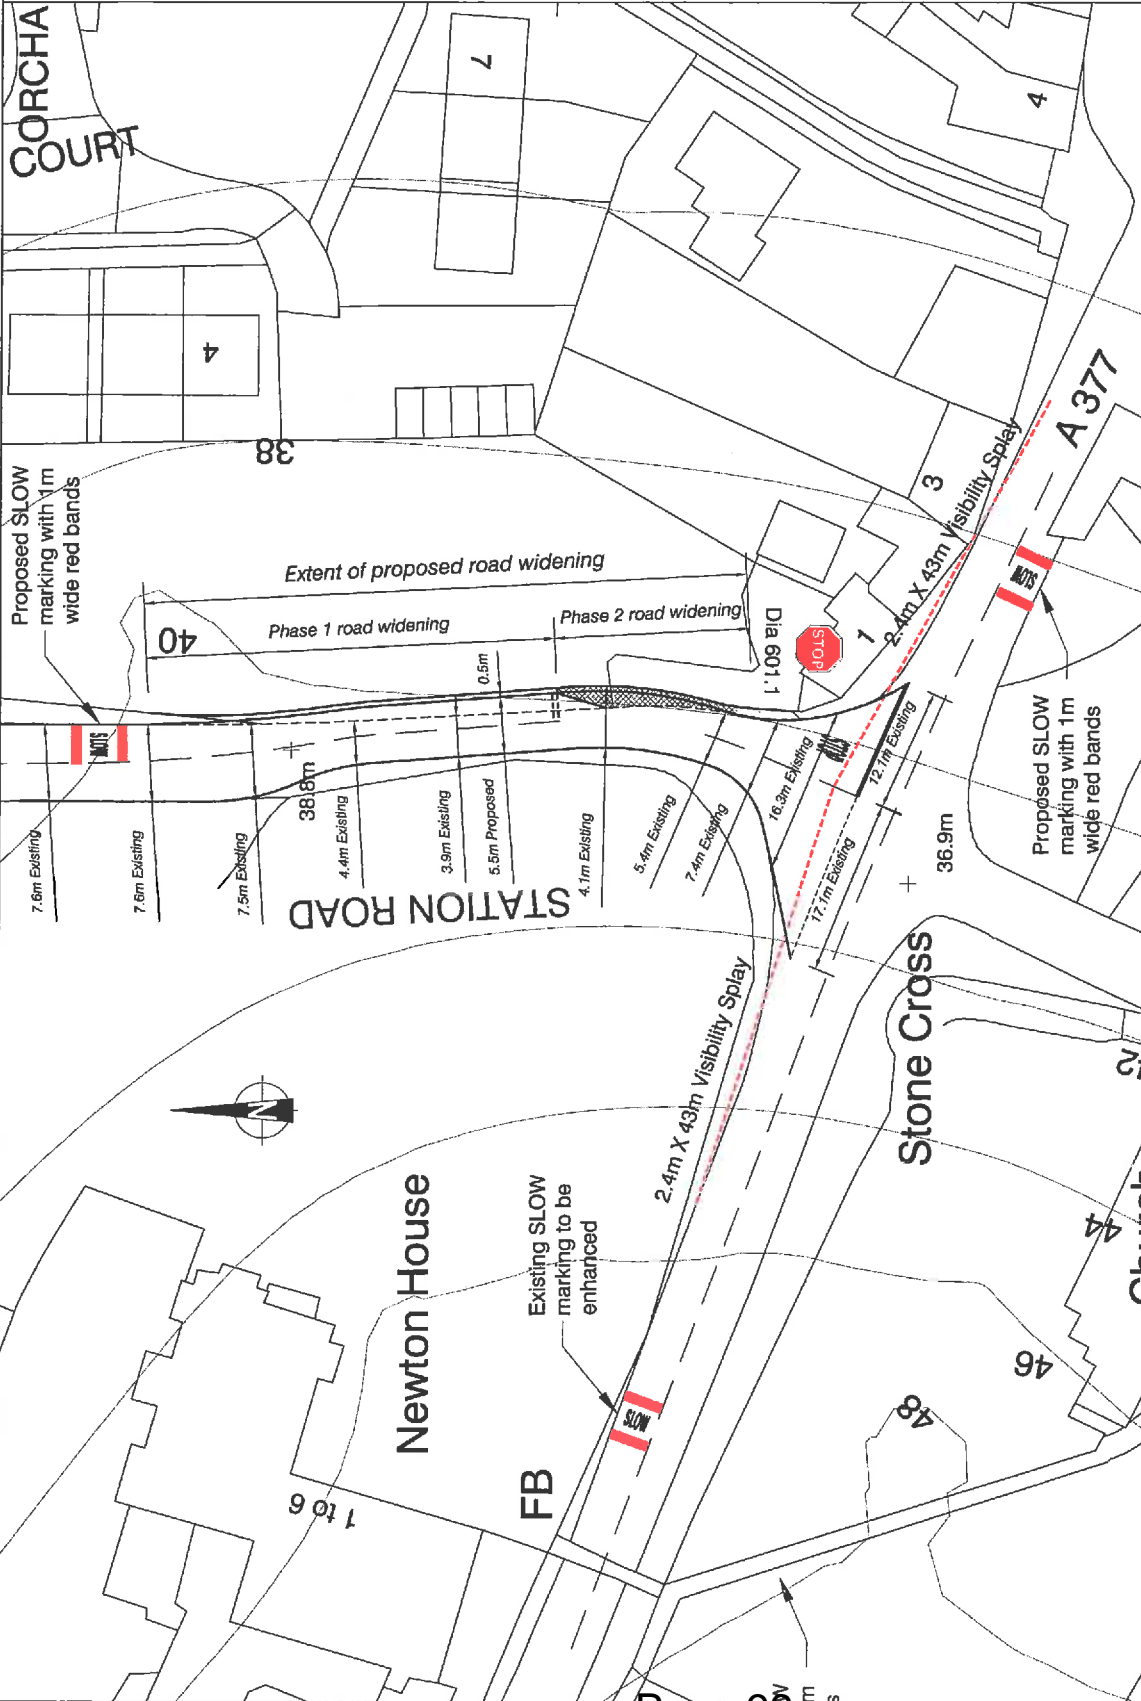 ORCHA
COURT
7
4
4
38
Proposed SLOW
marking with 1m
wide red bands
Extent of proposed road widening
Phase 1 road widening
Phase 2 road widening
40
0.5m
Dia 601.1
STOP
1
3
2.4m X 43m Visibility Splay
A 377
SLOW
SLOW
STOP
38.8m
7.6m Existing
7.6m Existing
7.5m Existing
4.4m Existing
3.9m Existing
5.5m Proposed
4.1m Existing
5.4m Existing
7.4m Existing
16.3m Existing
12.1m Existing
17.1m Existing
36.9m
Proposed SLOW
marking with 1m
wide red bands
STATION ROAD
Stone Cross
2.4m X 43m Visibility Splay
N
Newton House
Existing SLOW
marking to be
enhanced
SLOW
FB
1 to 6
42
44
46
48